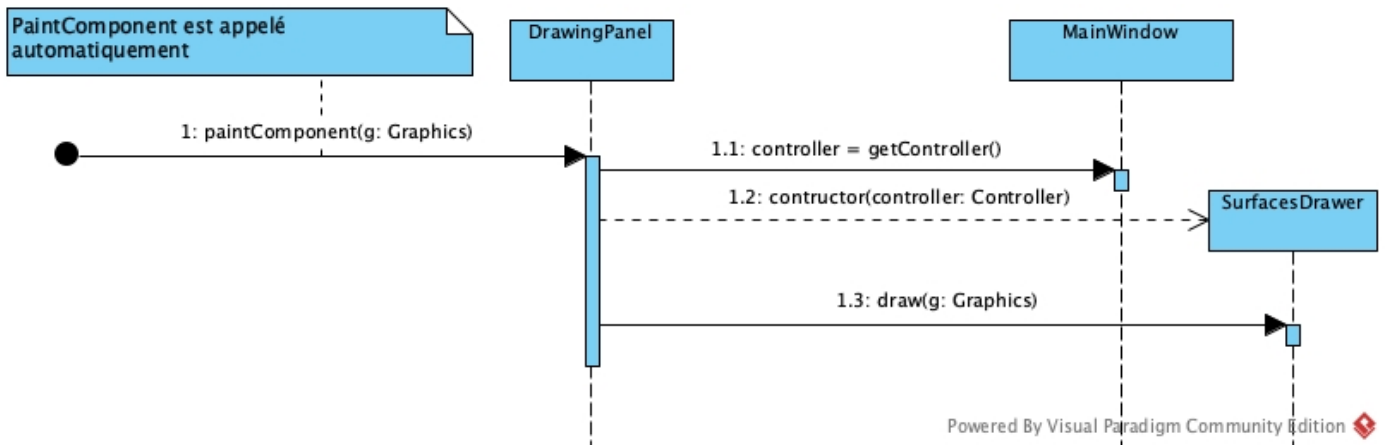 PaintComponent est appelé
automatiquement
DrawingPanel
MainWindow
1: paintComponent(g: Graphics)
1.1: controller = getController()
1.2: contructor(controller: Controller)
SurfacesDrawer
1.3: draw(g: Graphics)
Powered By Visual Paradigm Community Edition